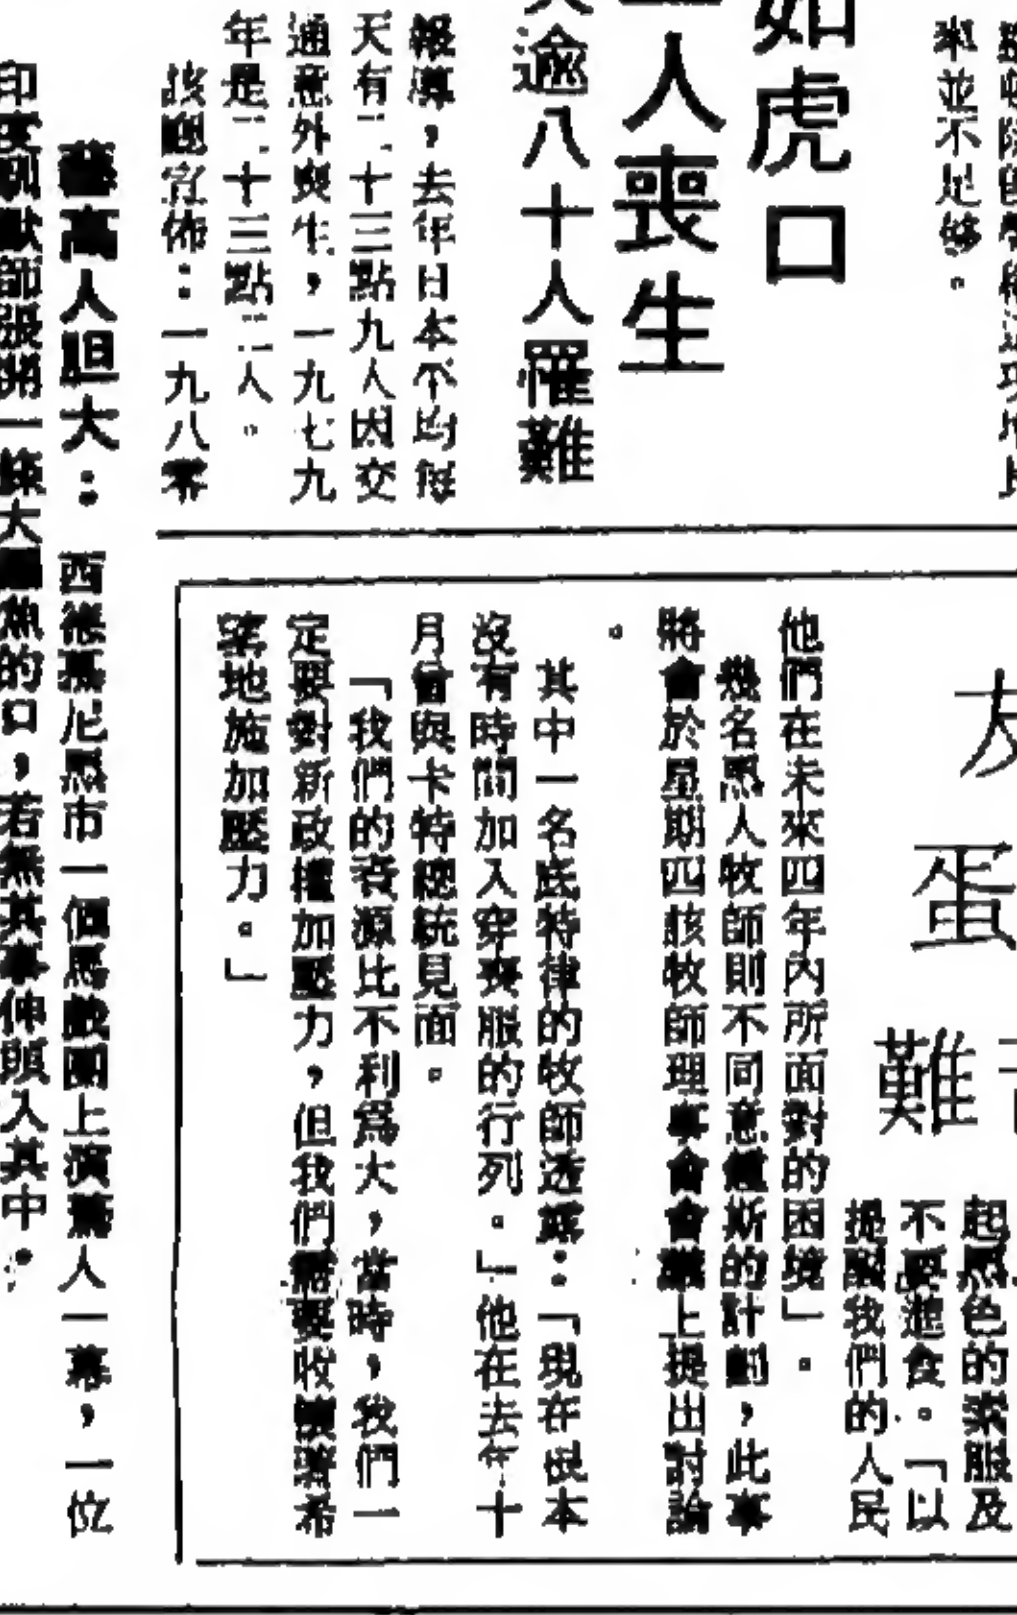 來並不足够。
如虎口
人喪生
逾八十人罹難
報導，去年日本平均每
天有二十三點九人因交
通意外喪生，一九七九
年是二十三點二人。
該廳宣佈：一九八零
友
蛋
難
起黑色的喪服及
不要進食。「以
提醒我們的人民
他們在未來四年內所面對的困境」。
幾名黑人牧師則不同意的計劃，此事
將會於星期四該牧師理事會會議上提出討論
。
其中一名底特律的牧師透露：「現在根本
沒有時間加入穿喪服的行列。」他在去年十
月曾與卡特總統見面。
「我們的資源比不利爲大，當時，我們一
定要對新政權加壓力，但我們需要收讀著希
望地施加壓力。」
藝高人胆大： 西德慕尼黑市一個馬戲團上演驚人一幕，一位
印度馴獸師張開一條大鱷魚的口，若無其事伸頭入其中。